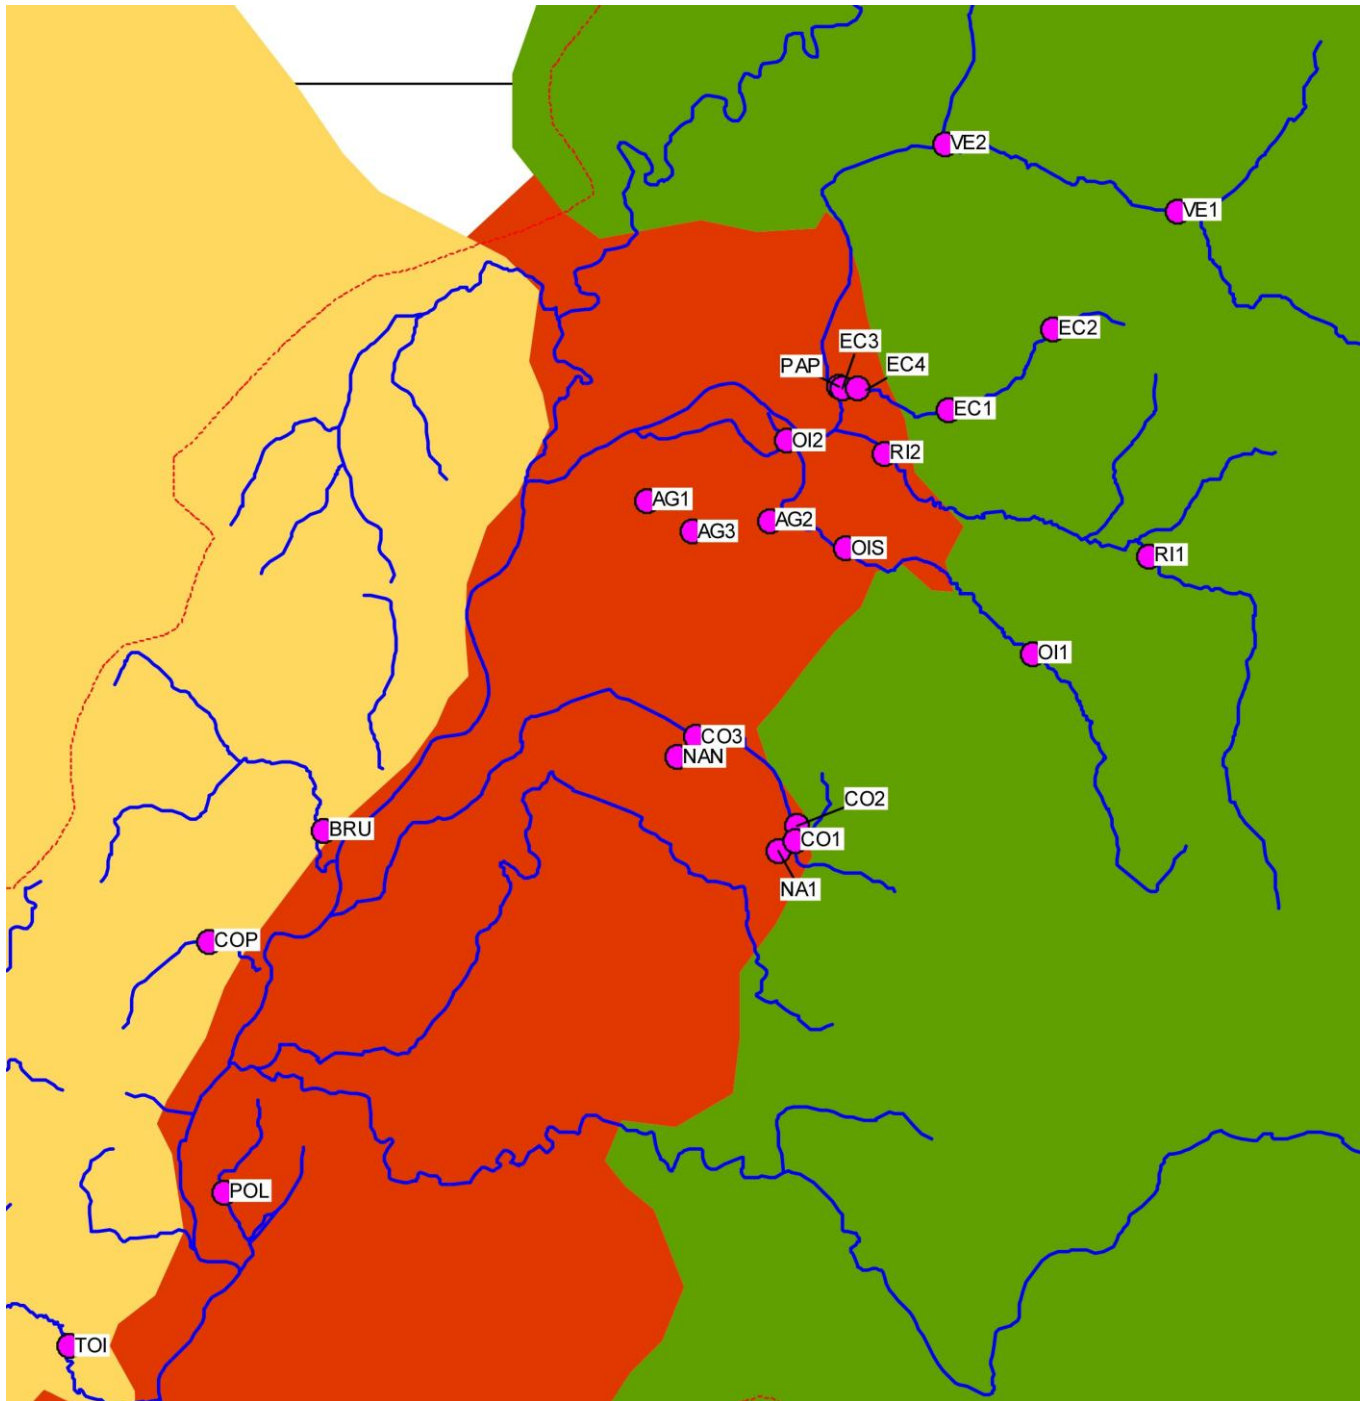 VE2
VE1
EC2
EC3
PAP
EC4
EC1
OI2
RI2
AG1
AG2
AG3
OIS
RI1
OI1
CO3
NAN
CO2
BRU
CO1
NA1
COP
POL
TOI